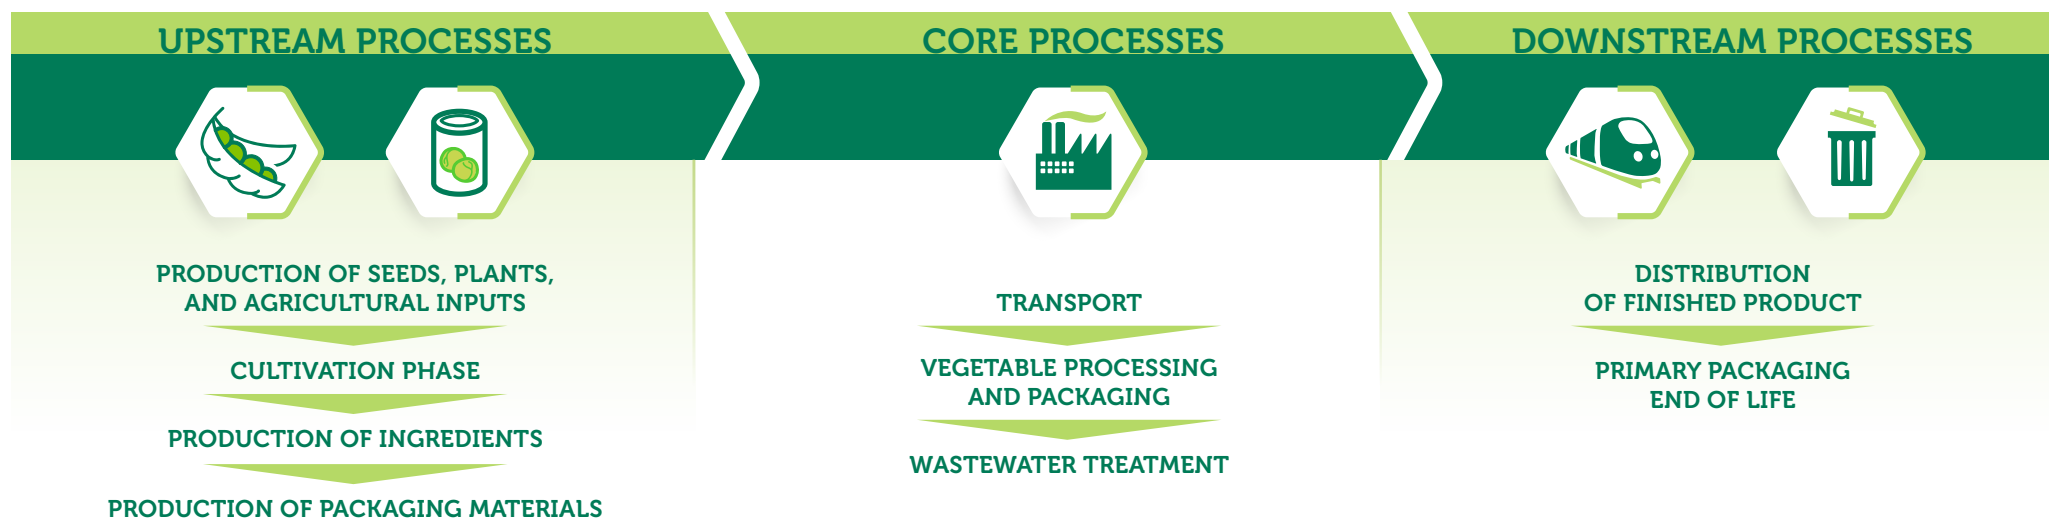 UPSTREAM PROCESSES
PRODUCTION OF SEEDS, PLANTS,
AND AGRICULTURAL INPUTS
CULTIVATION PHASE
PRODUCTION OF INGREDIENTS
PRODUCTION OF PACKAGING MATERIALS
CORE PROCESSES
TRANSPORT
VEGETABLE PROCESSING
AND PACKAGING
WASTEWATER TREATMENT
DOWNSTREAM PROCESSES
DISTRIBUTION
OF FINISHED PRODUCT
PRIMARY PACKAGING
END OF LIFE